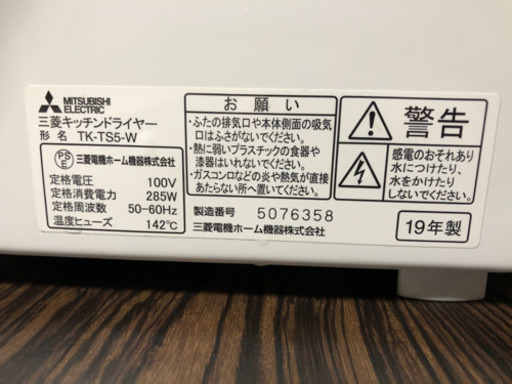 MITSUBISHI
ELECTRIC
三菱キッチンドライヤー
形 名 TK-TS5-W
PS
E
三菱電機ホーム機器株式会社
定格電圧 100V
定格消費電力 285W
定格周波数 50-60Hz
温度ヒューズ 142℃
お 願 い
・ふたの排気口や本体側面の吸気
口はふさがないでください。
・熱に弱いプラスチックの食器や
漆器はいれないでください。
・ガスコンロなどの炎や熱気が直接
あたらない所へ置いてください。
製造番号 5076358
三菱電機ホーム機器株式会社
警告
感電のおそれあり
水につけたり、
水をかけたり
しないでください。
19年製